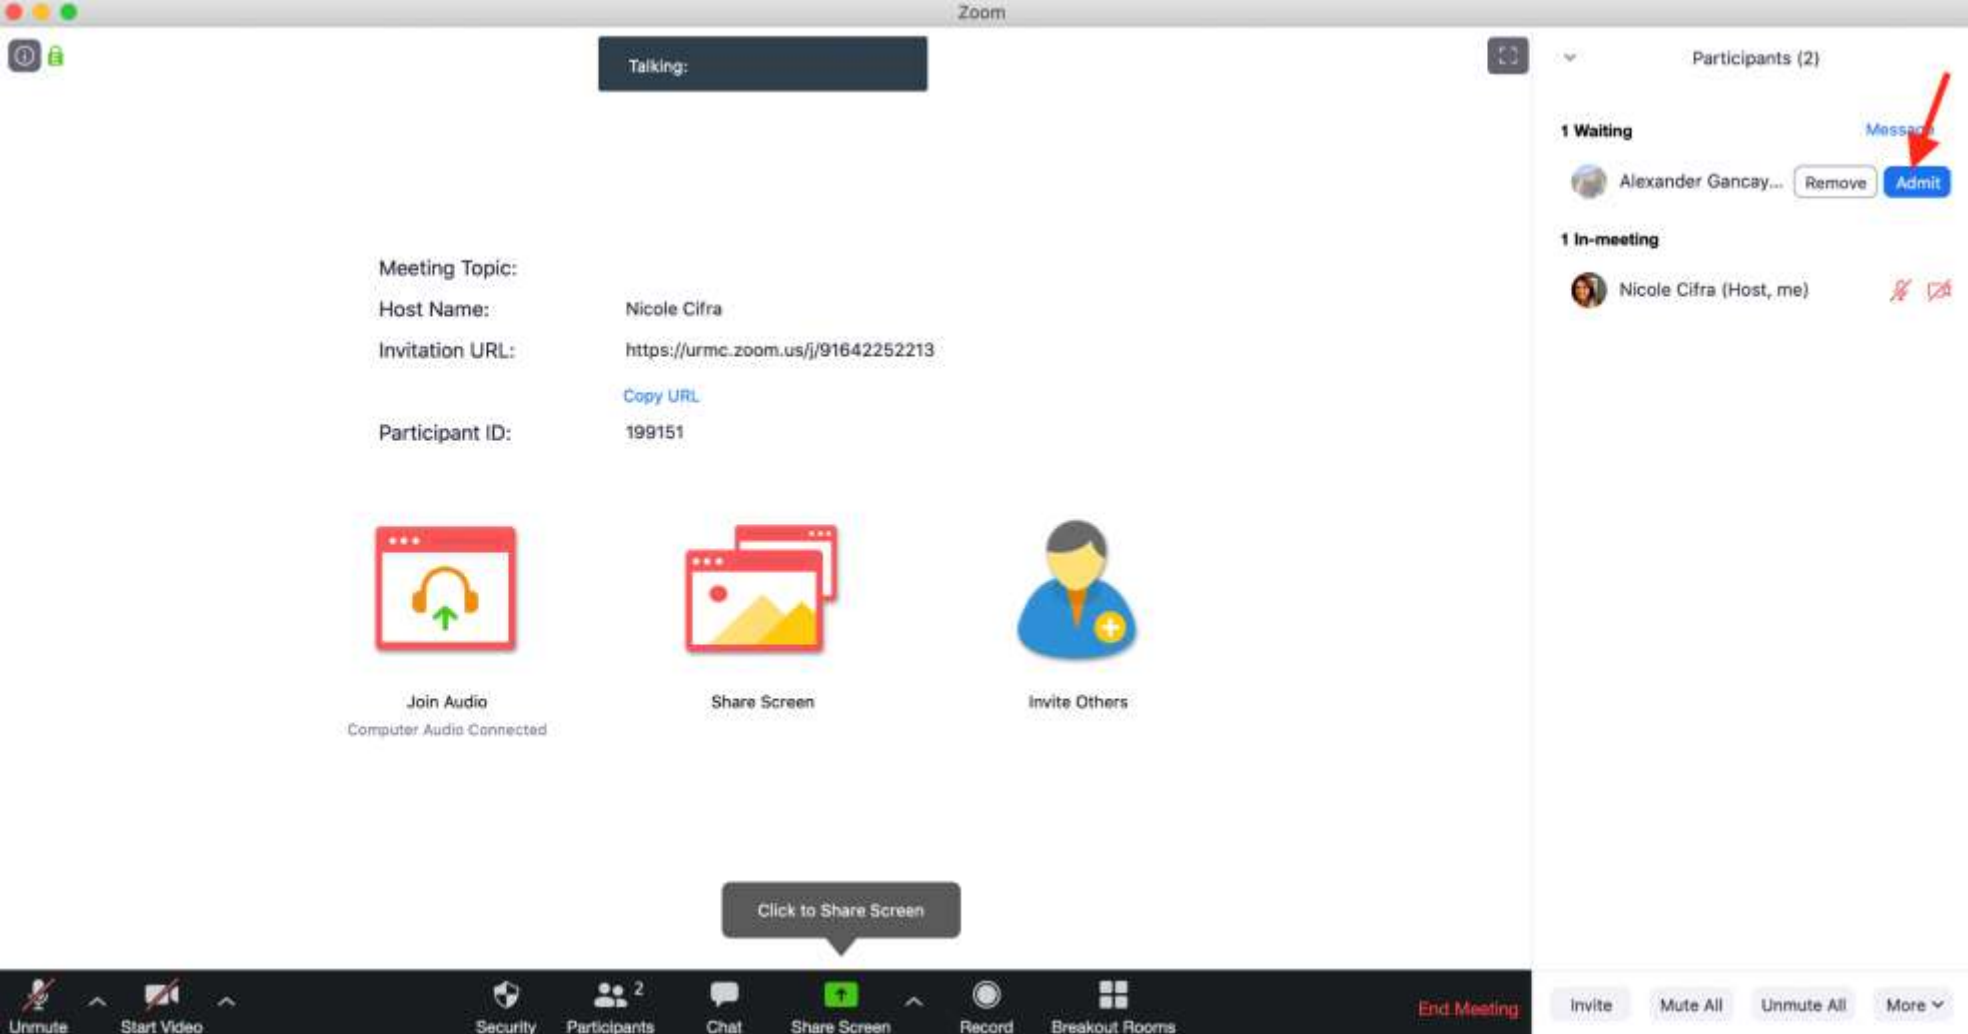 Zoom
Talking:
Participants (2)
1 Waiting
Message
Alexander Gancay...
Remove
Admit
1 In-meeting
Nicole Cifra (Host, me)
Meeting Topic:
Host Name:
Nicole Cifra
Invitation URL:
https://urmc.zoom.us/j/91642252213
Copy URL
Participant ID:
199151
Join Audio
Computer Audio Connected
Share Screen
Invite Others
Click to Share Screen
Unmute
Start Video
Security
2
Participants
Chat
Share Screen
Record
Breakout Rooms
End Meeting
Invite
Mute All
Unmute All
More